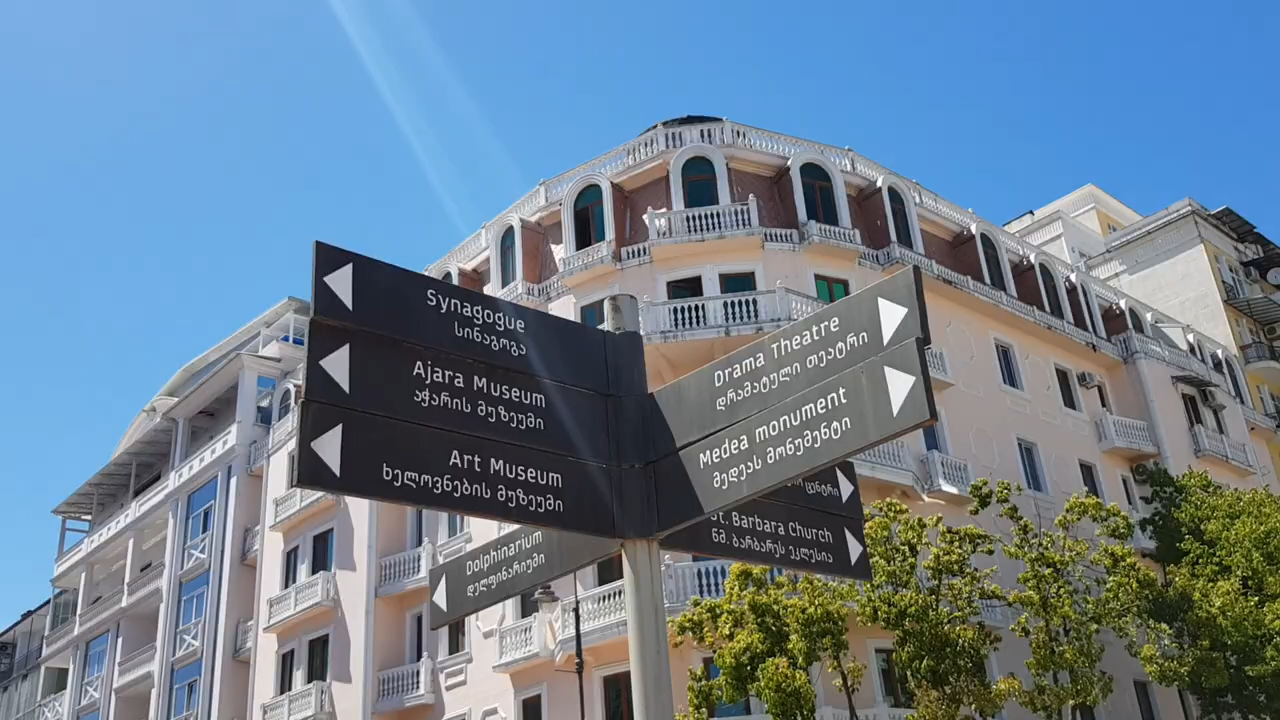 Synagogue
სინაგოგა
Ajara Museum
აჭარის მუზეუმი
Art Museum
ხელოვნების მუზეუმი
Drama Theatre
დრამატული თეატრი
Medea monument
მედეას მონუმენტი
ცენტრი
St. Barbara Church
წმ. ბარბარეს ეკლესია
Dolphinarium
დელფინარიუმი